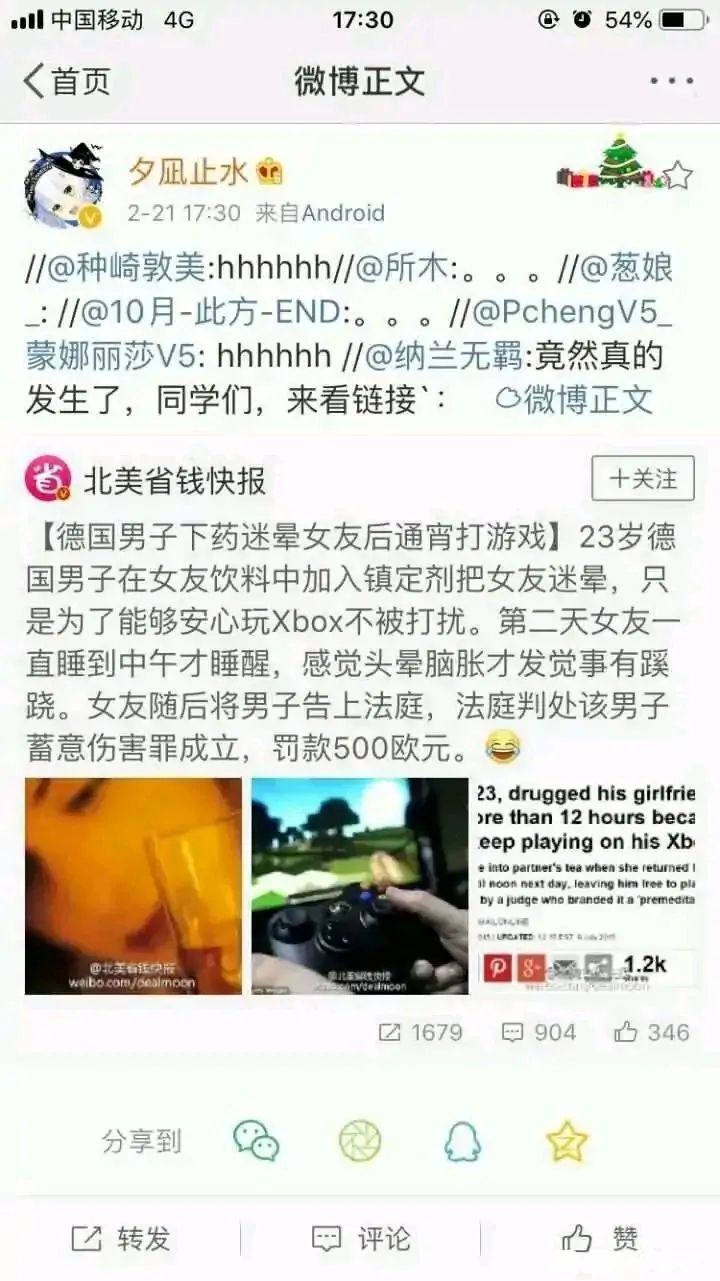 中国移动 4G 17:30 54%
首页 微博正文
夕凪止水
2-21 17:30 来自Android
//@种崎敦美:hhhhhh//@所木:。。。//@葱娘
_: //@10月-此方-END:。。。//@PchengV5_
蒙娜丽莎V5: hhhhhh //@纳兰无羁:竟然真的
发生了，同学们，来看链接`： 微博正文
省 北美省钱快报 +关注
【德国男子下药迷晕女友后通宵打游戏】23岁德
国男子在女友饮料中加入镇定剂把女友迷晕，只
是为了能够安心玩Xbox不被打扰。第二天女友一
直睡到中午才睡醒，感觉头晕脑胀才发觉事有蹊
跷。女友随后将男子告上法庭，法庭判处该男子
蓄意伤害罪成立，罚款500欧元。😂
@北美省钱快报
weibo.com/dealmoon
@北美省钱快报
weibo.com/dealmoon
23, drugged his girlfrie
ore than 12 hours beca
eep playing on his Xb
e into partner's tea when she returned
il noon next day, leaving him free to pla
by a judge who branded it a 'premedita
MAILONLINE
UPDATED:
1.2k
weibo.com/dealmoon
1679 904 346
分享到
转发 评论 赞